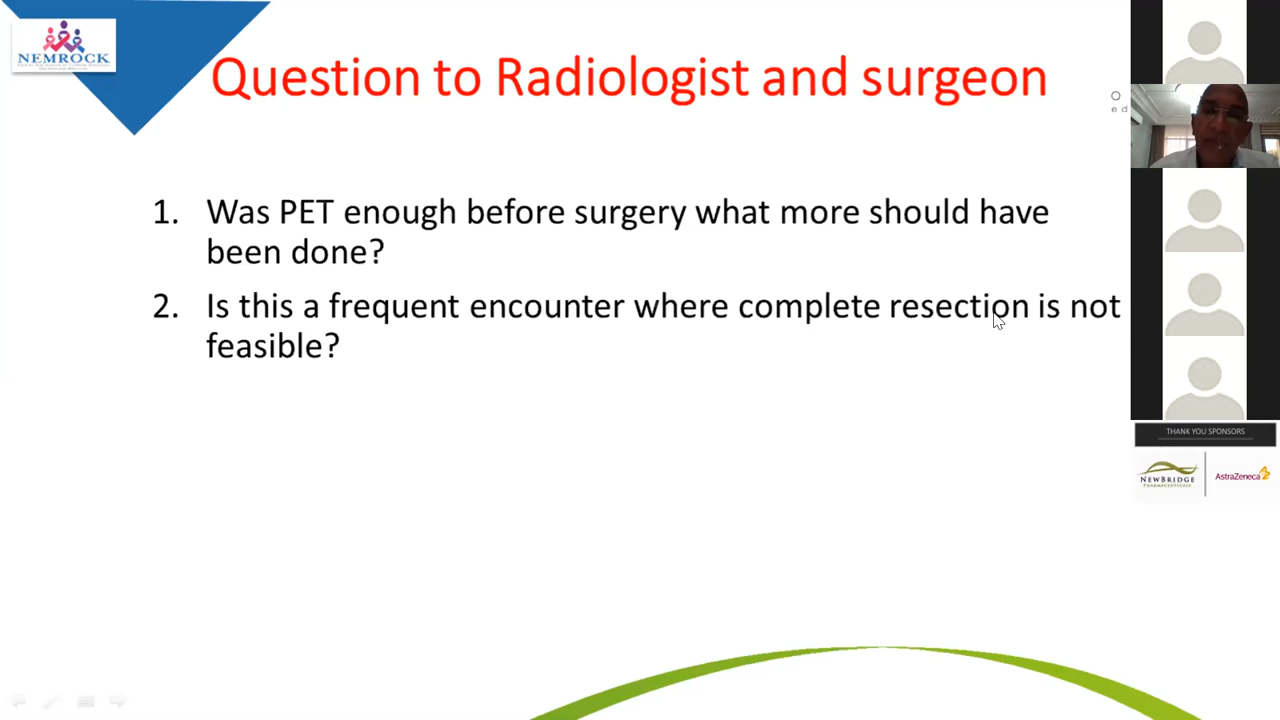 NEMROCK
Question to Radiologist and surgeon
1. Was PET enough before surgery what more should have
been done?
2. Is this a frequent encounter where complete resection is not
feasible?
THANK YOU SPONSORS
NEWBRIDGE
PHARMACEUTICALS
AstraZeneca